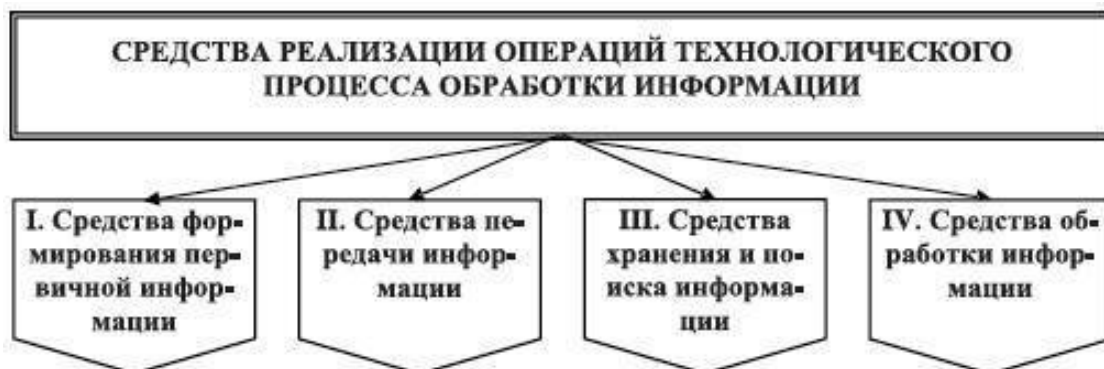 СРЕДСТВА РЕАЛИЗАЦИИ ОПЕРАЦИЙ ТЕХНОЛОГИЧЕСКОГО
ПРОЦЕССА ОБРАБОТКИ ИНФОРМАЦИИ
I. Средства фор-
мирования пер-
вичной инфор-
мации
II. Средства пе-
редачи инфор-
мации
III. Средства
хранения и по-
иска информа-
ции
IV. Средства об-
работки инфор-
мации